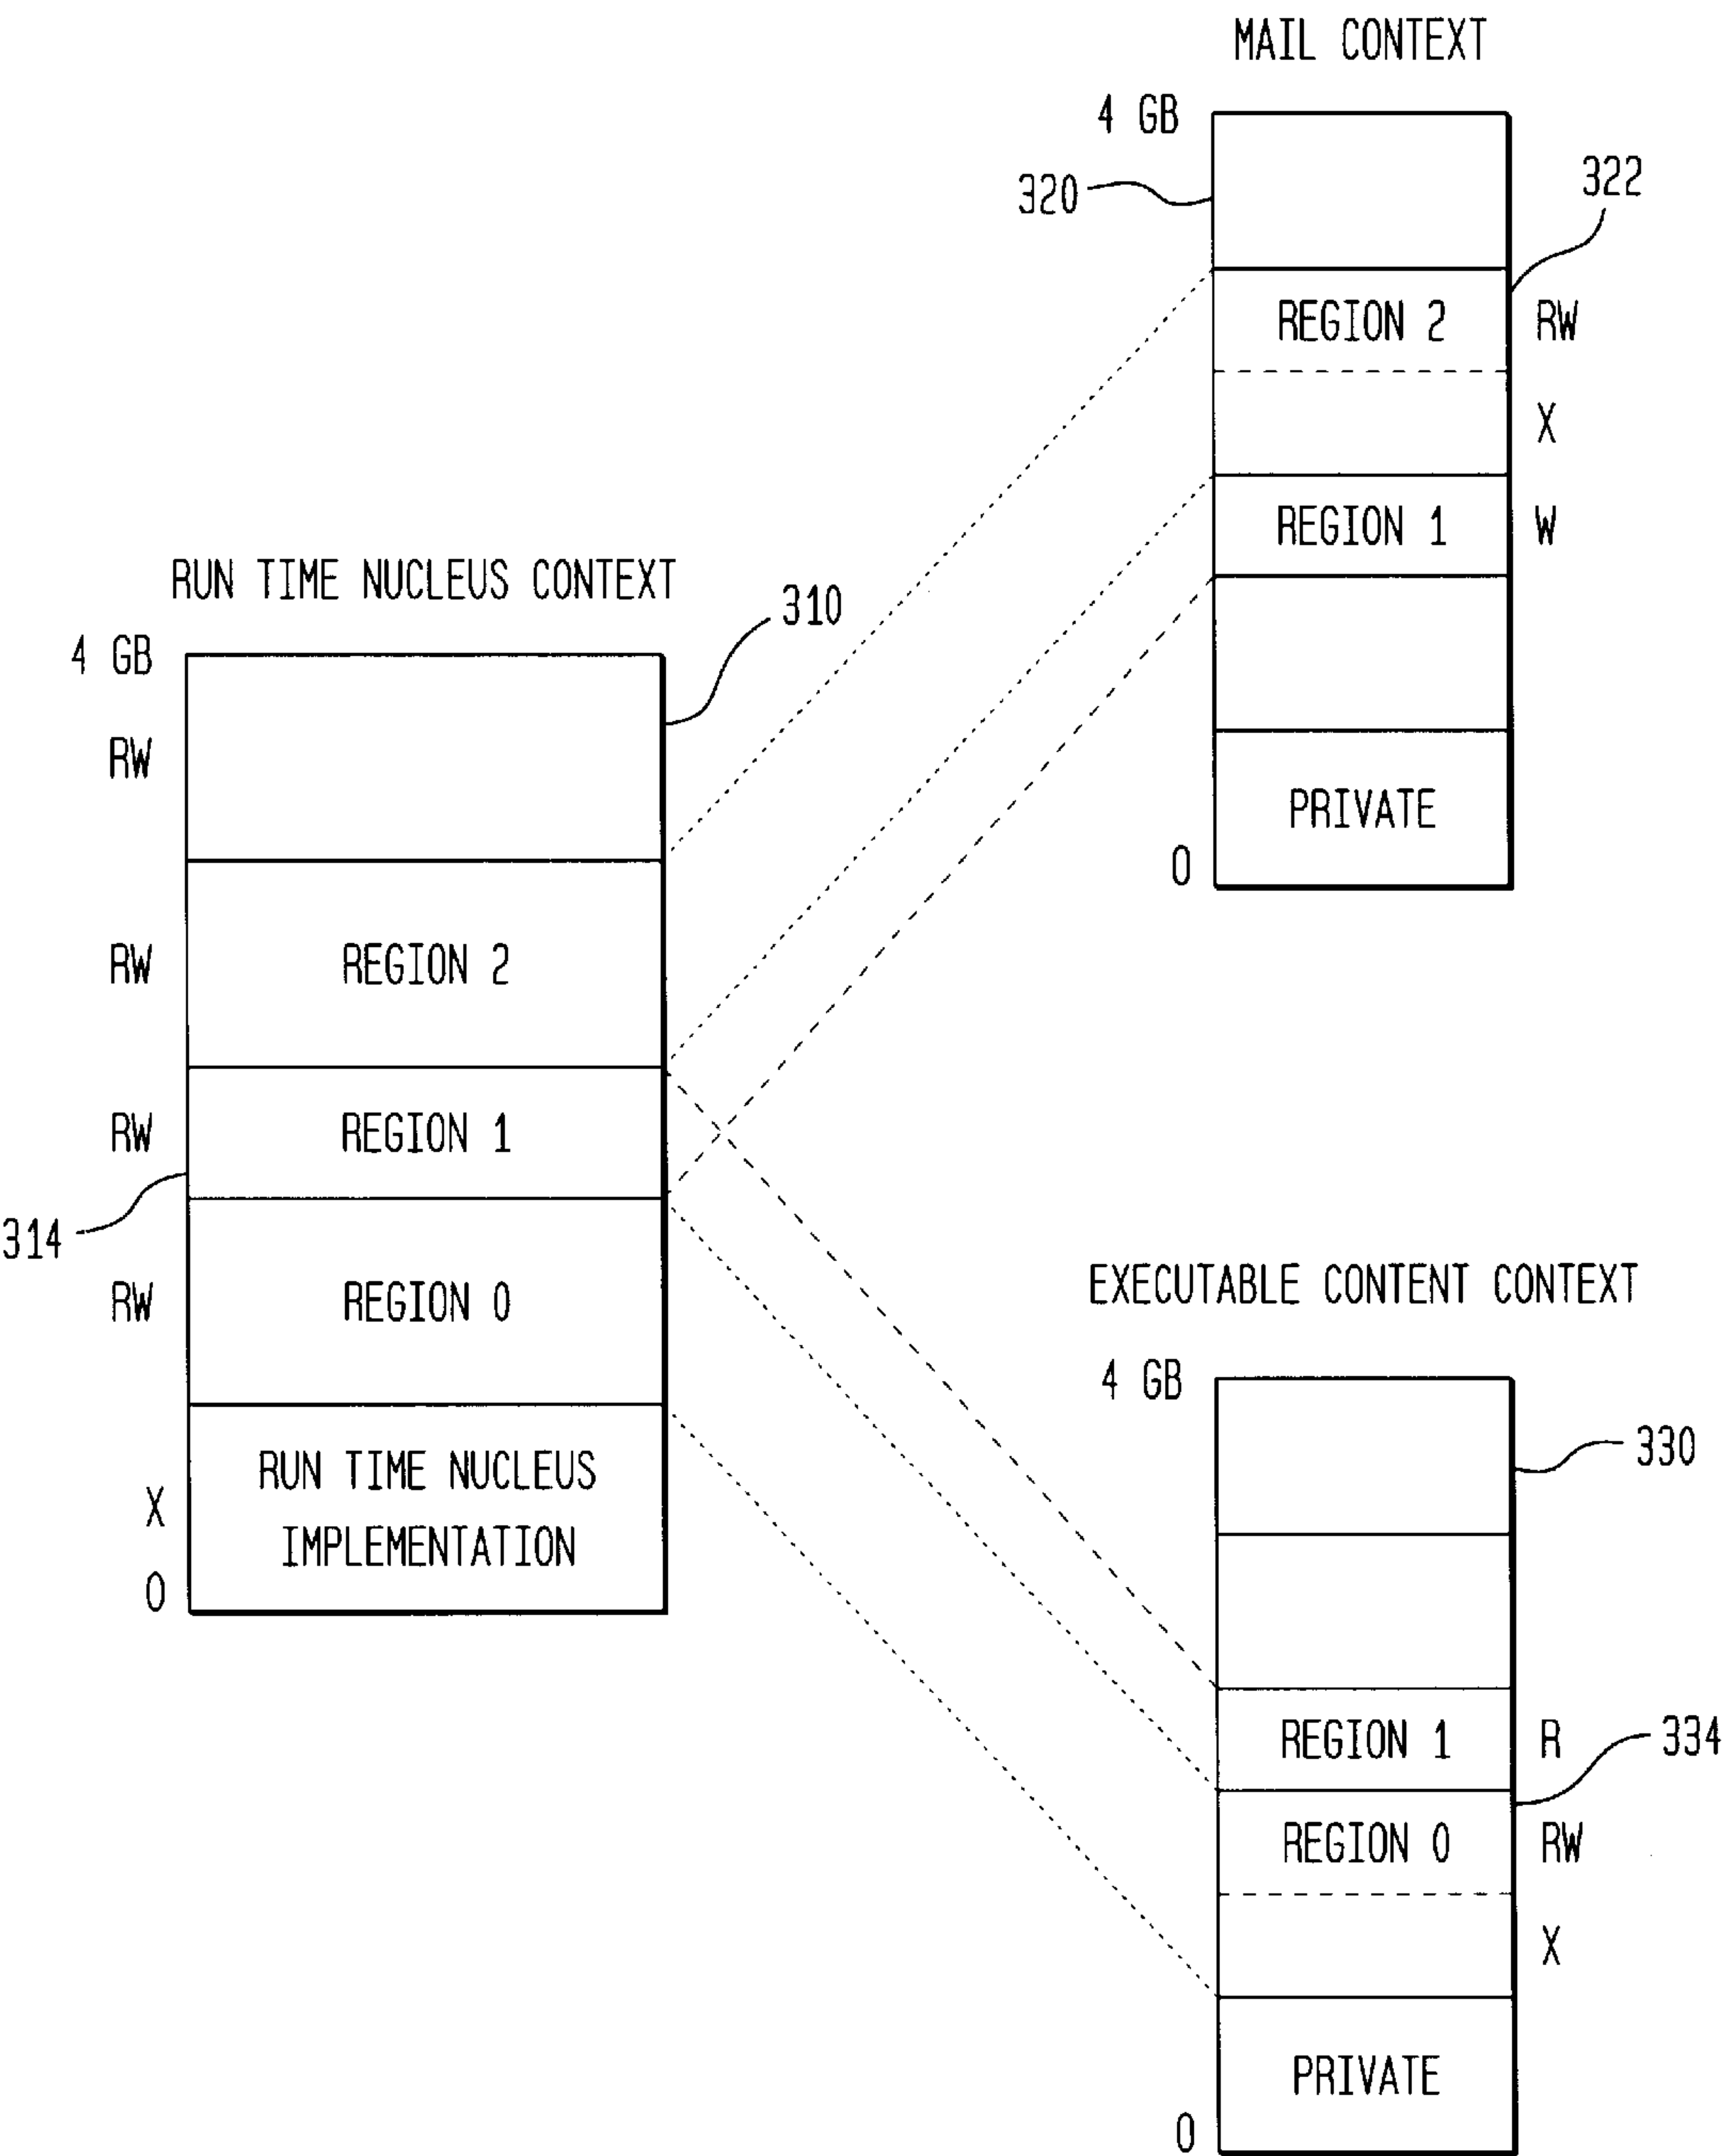 MAIL CONTEXT
4 GB
320
322
REGION 2 RW
X
REGION 1 W
PRIVATE
0
RUN TIME NUCLEUS CONTEXT
310
4 GB
RW
RW REGION 2
RW REGION 1
314
RW REGION 0
X RUN TIME NUCLEUS
IMPLEMENTATION
0
EXECUTABLE CONTENT CONTEXT
4 GB
330
REGION 1 R
334
REGION 0 RW
X
PRIVATE
0